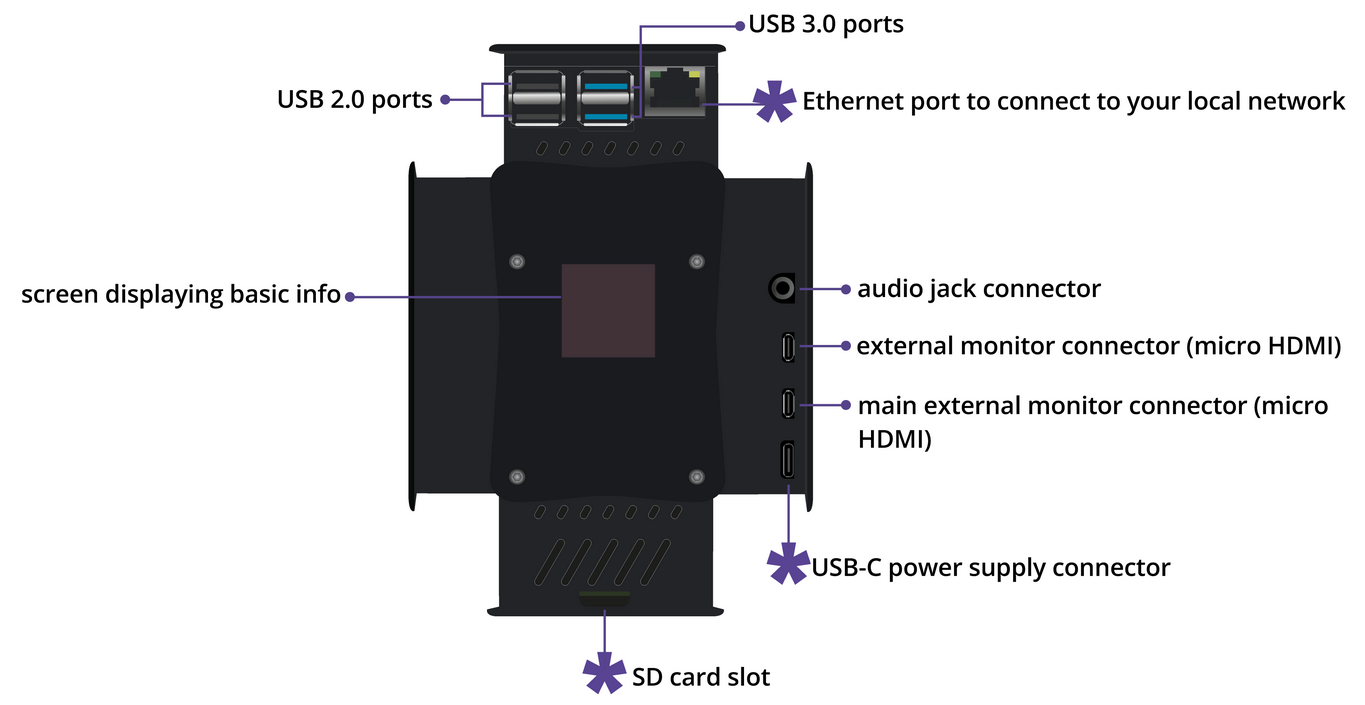 USB 3.0 ports
USB 2.0 ports
Ethernet port to connect to your local network
screen displaying basic info
audio jack connector
external monitor connector (micro HDMI)
main external monitor connector (micro
HDMI)
USB-C power supply connector
SD card slot